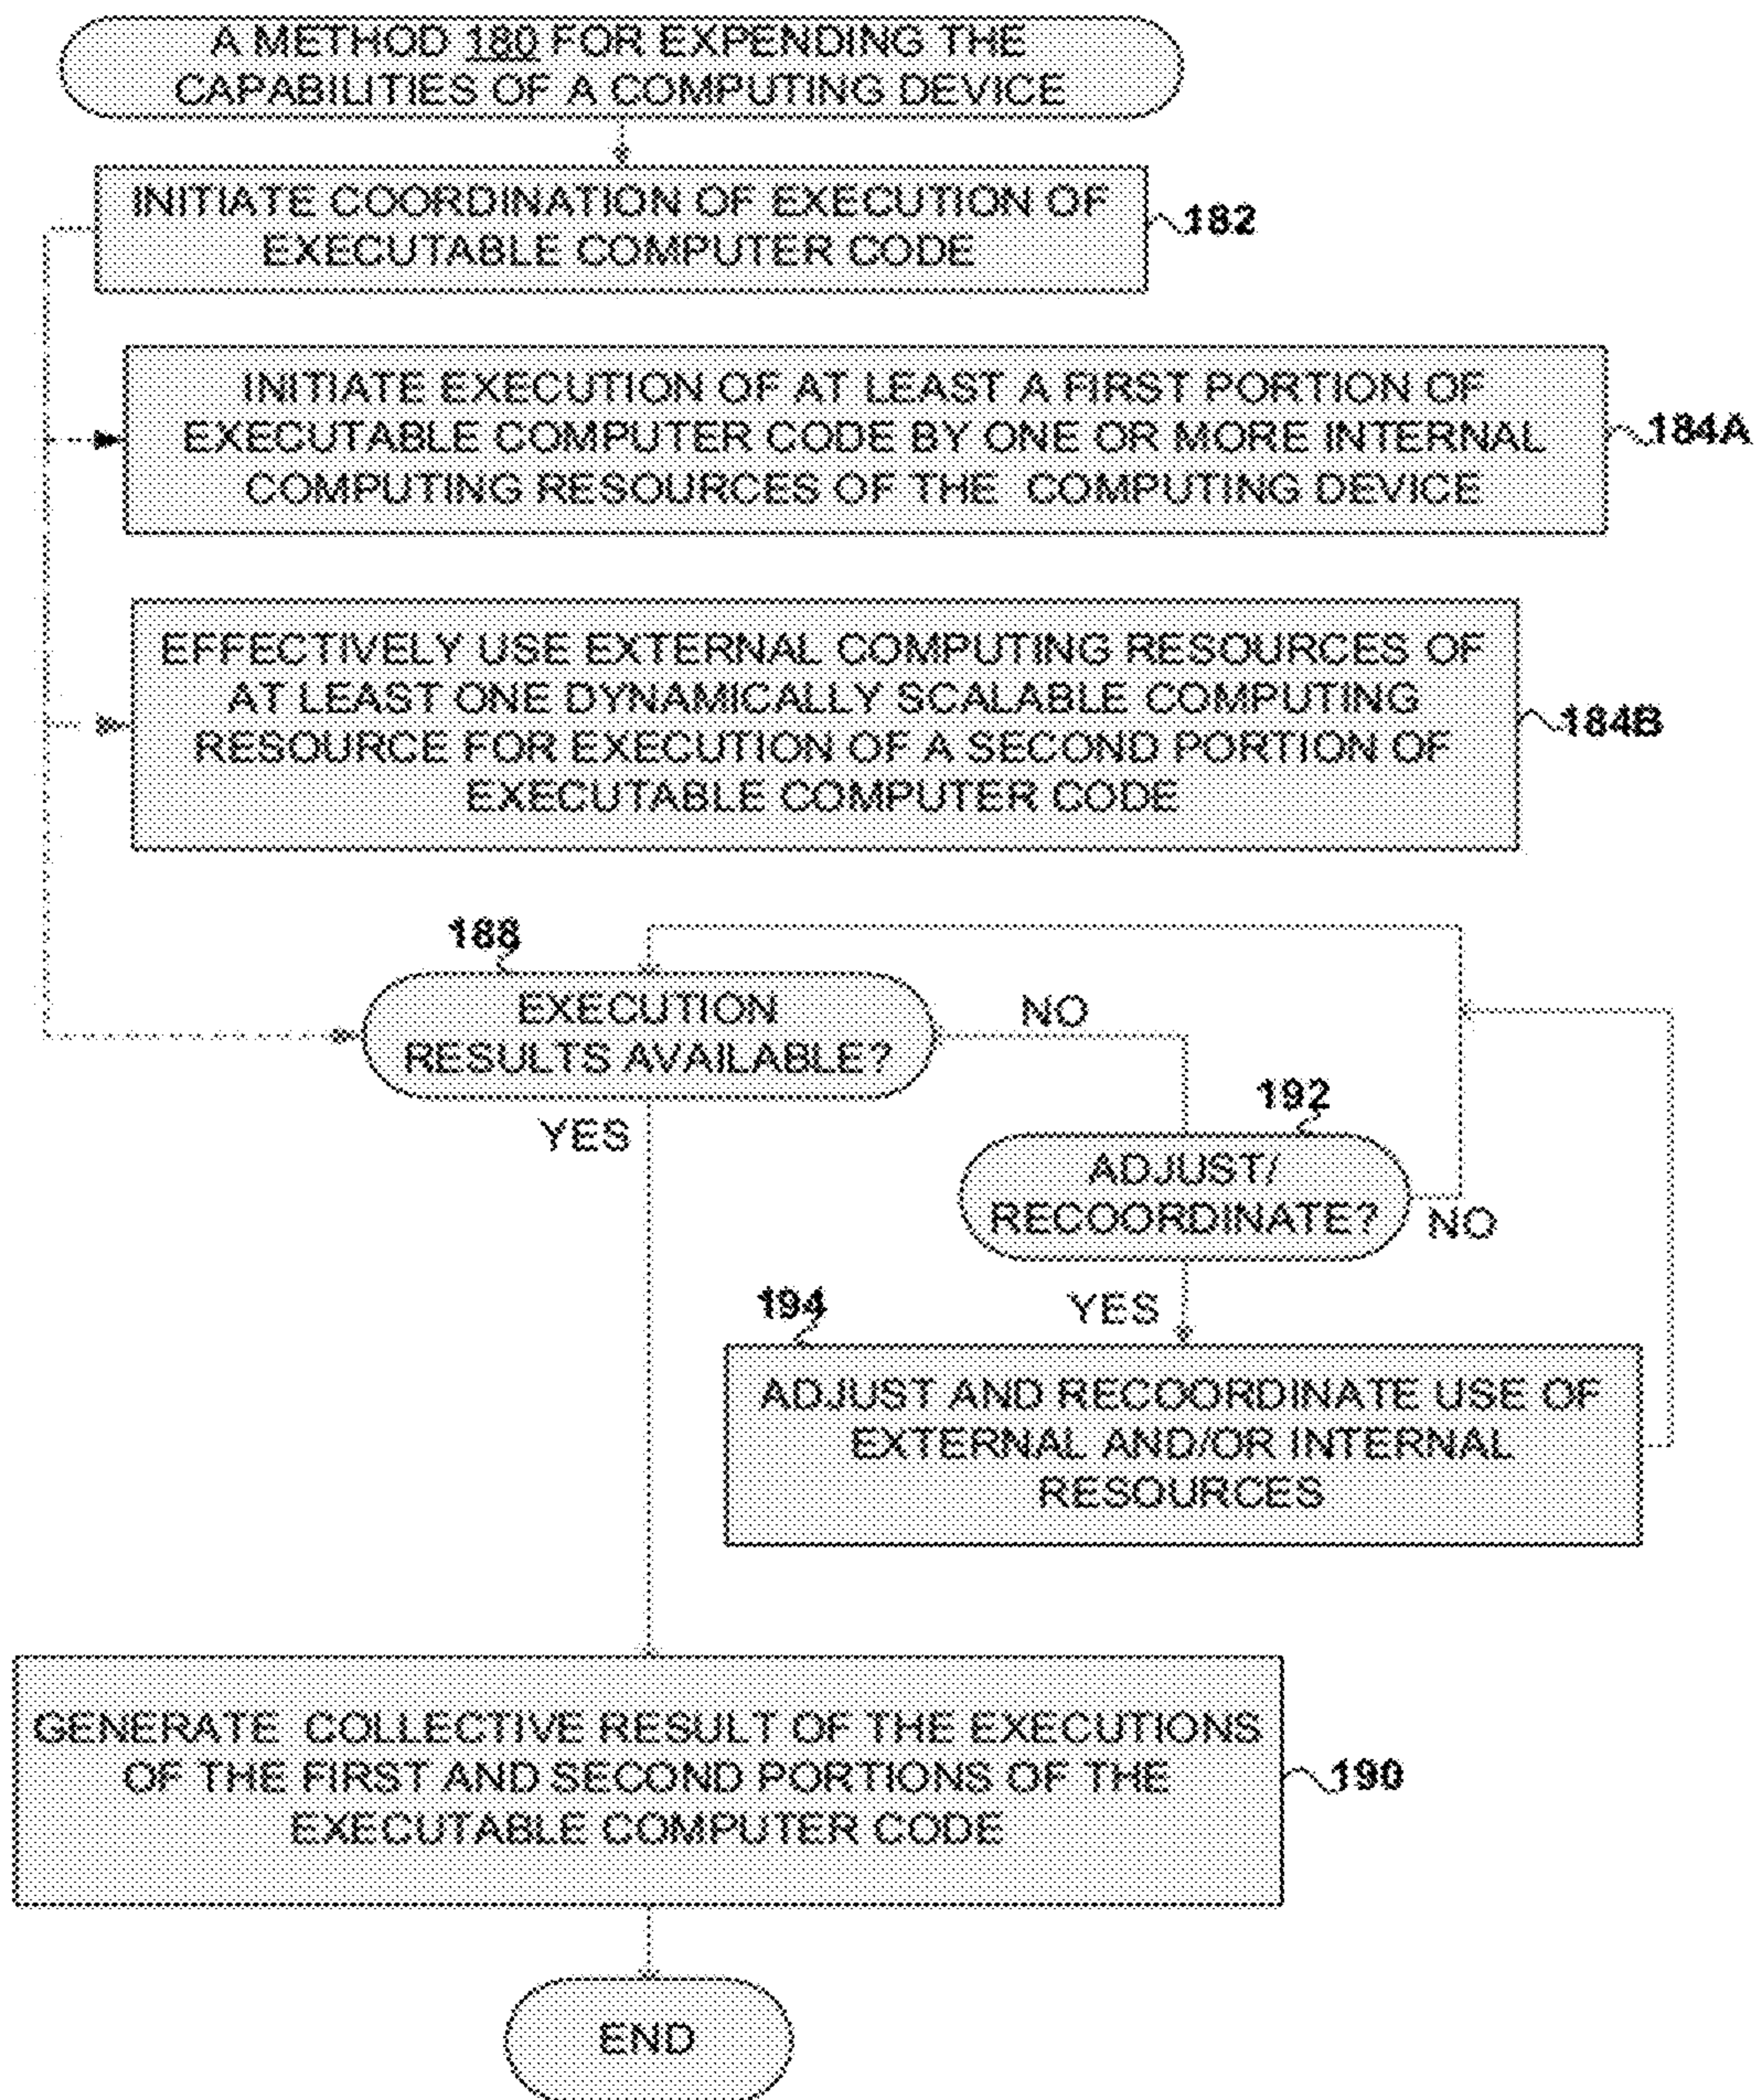 A METHOD 180 FOR EXPENDING THE
CAPABILITIES OF A COMPUTING DEVICE
INITIATE COORDINATION OF EXECUTION OF
EXECUTABLE COMPUTER CODE
182
INITIATE EXECUTION OF AT LEAST A FIRST PORTION OF
EXECUTABLE COMPUTER CODE BY ONE OR MORE INTERNAL
COMPUTING RESOURCES OF THE COMPUTING DEVICE
184A
EFFECTIVELY USE EXTERNAL COMPUTING RESOURCES OF
AT LEAST ONE DYNAMICALLY SCALABLE COMPUTING
RESOURCE FOR EXECUTION OF A SECOND PORTION OF
EXECUTABLE COMPUTER CODE
184B
188
EXECUTION
RESULTS AVAILABLE?
NO
YES
192
ADJUST/
RECOORDINATE?
NO
YES
194
ADJUST AND RECOORDINATE USE OF
EXTERNAL AND/OR INTERNAL
RESOURCES
GENERATE COLLECTIVE RESULT OF THE EXECUTIONS
OF THE FIRST AND SECOND PORTIONS OF THE
EXECUTABLE COMPUTER CODE
190
END